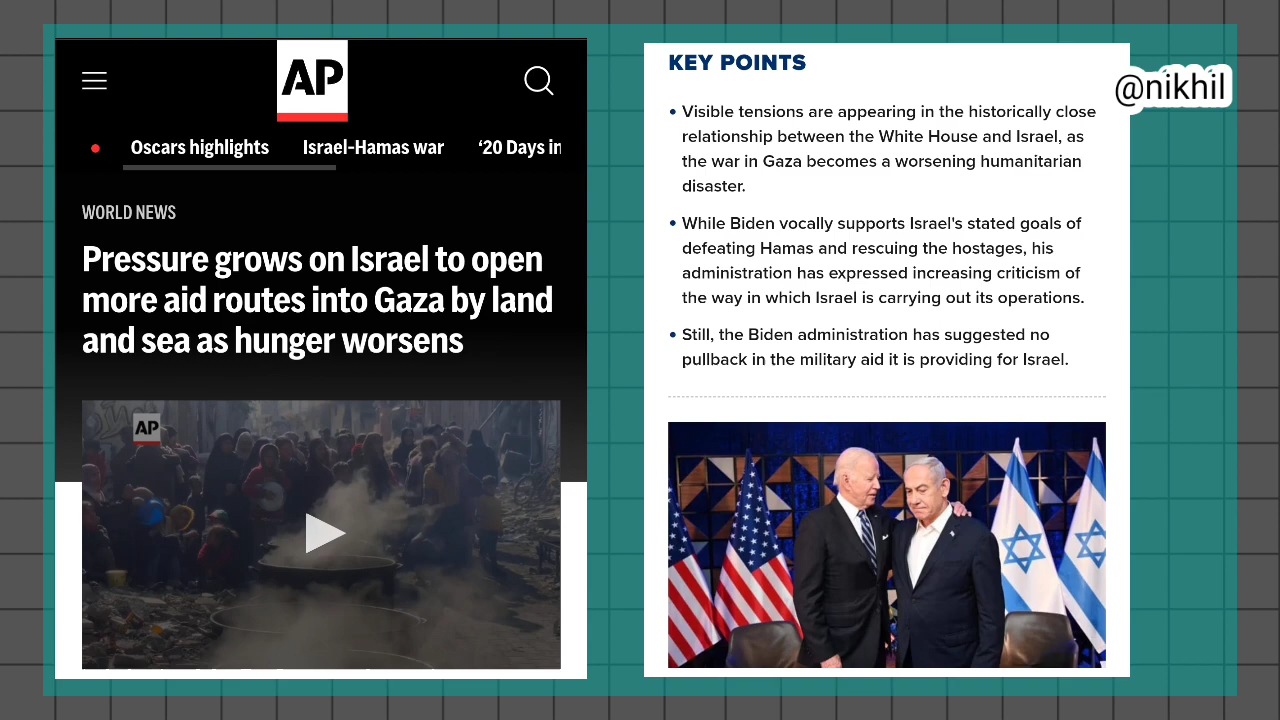 AP
Oscars highlights Israel-Hamas war ‘20 Days in
WORLD NEWS
Pressure grows on Israel to open
more aid routes into Gaza by land
and sea as hunger worsens
AP
KEY POINTS
• Visible tensions are appearing in the historically close
relationship between the White House and Israel, as
the war in Gaza becomes a worsening humanitarian
disaster.
• While Biden vocally supports Israel's stated goals of
defeating Hamas and rescuing the hostages, his
administration has expressed increasing criticism of
the way in which Israel is carrying out its operations.
• Still, the Biden administration has suggested no
pullback in the military aid it is providing for Israel.
@nikhil